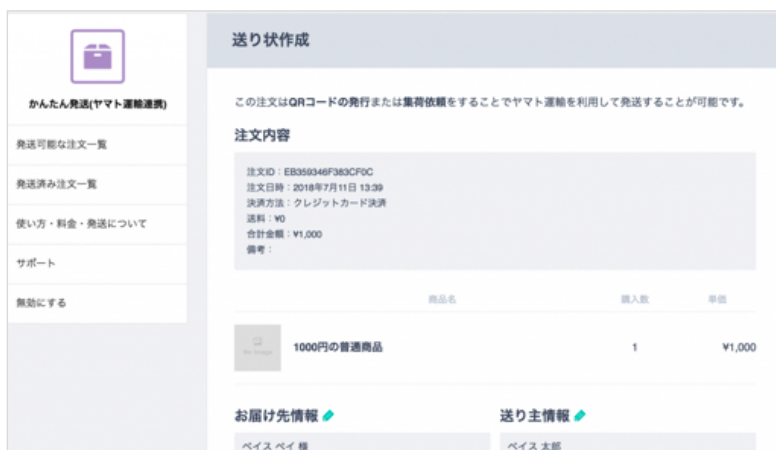 送り状作成
かんたん発送(ヤマト運輸連携)
発送可能な注文一覧
発送済み注文一覧
使い方・料金・発送について
サポート
無効にする
この注文はQRコードの発行または集荷依頼をすることでヤマト運輸を利用して発送することが可能です。
注文内容
注文ID：EB359346F383CF0C
注文日時：2018年7月11日 13:39
決済方法：クレジットカード決済
送料：¥0
合計金額：¥1,000
備考：
商品名 購入数 単価
No Image
1000円の普通商品 1 ¥1,000
お届け先情報 送り主情報
ベイス ベイ 様 ベイス 太郎